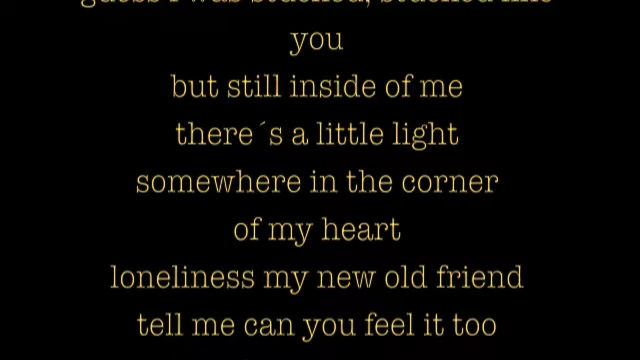 guess I was stucked, stucked like
you
but still inside of me
there´s a little light
somewhere in the corner
of my heart
loneliness my new old friend
tell me can you feel it too